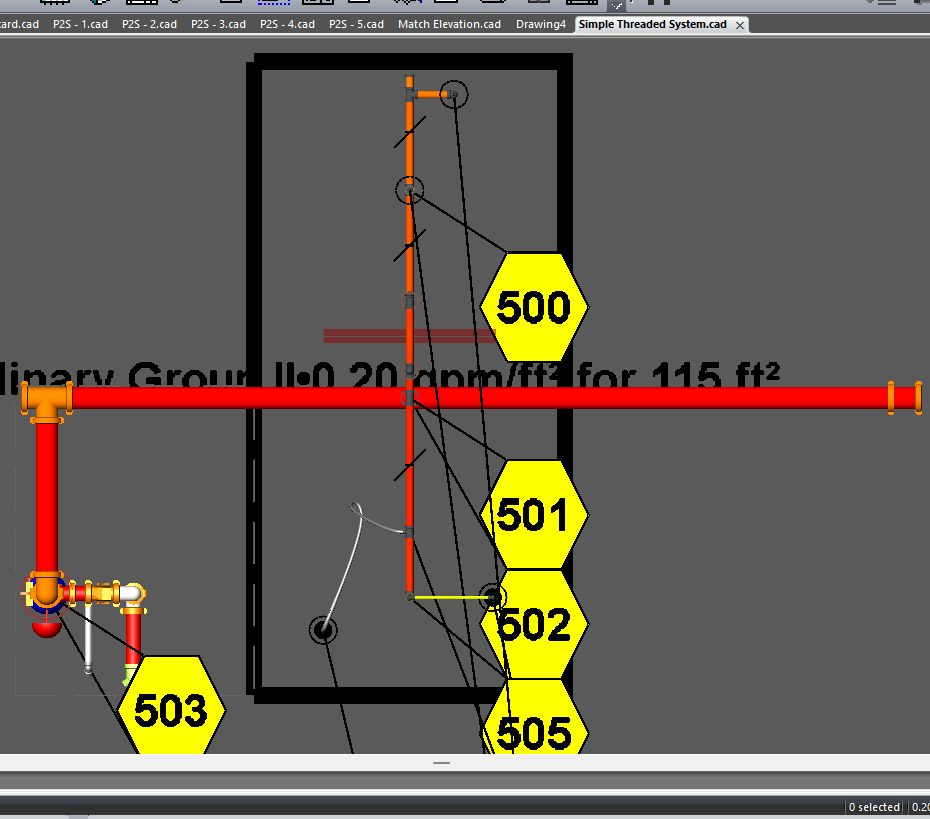 ard.cad P2S - 1.cad P2S - 2.cad P2S - 3.cad P2S - 4.cad P2S - 5.cad Match Elevation.cad Drawing4 Simple Threaded System.cad
500
linary Group II•0.20 gpm/ft² for 115 ft²
501
502
503
505
0 selected 0.20